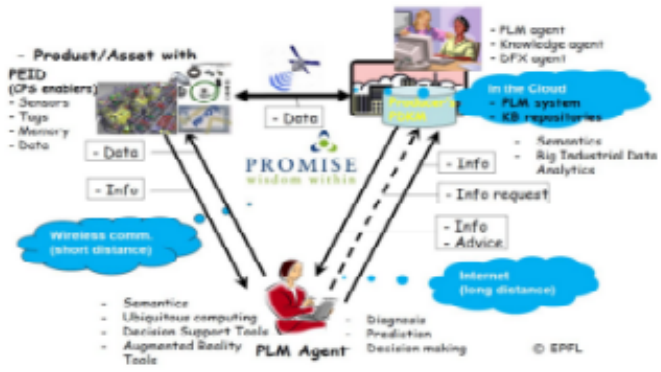 - Product/Asset with
PEID
(CPS enablers)
- Sensors
- Tags
- Memory
- Data
- PLM agent
- Knowledge agent
- DFX agent
In the Cloud
- PLM system
- KB repositories
Producer's
PDKM
- Semantics
- Big Industrial Data
Analytics
- Data
- Data
- Info
PROMISE
wisdom within
- Info
- Info request
- Info
- Advice
Wireless comm.
(short distance)
Internet
(long distance)
- Semantics
- Ubiquitous computing
- Decision Support Tools
- Augmented Reality
Tools
PLM Agent
- Diagnosis
- Prediction
- Decision making
© EPFL